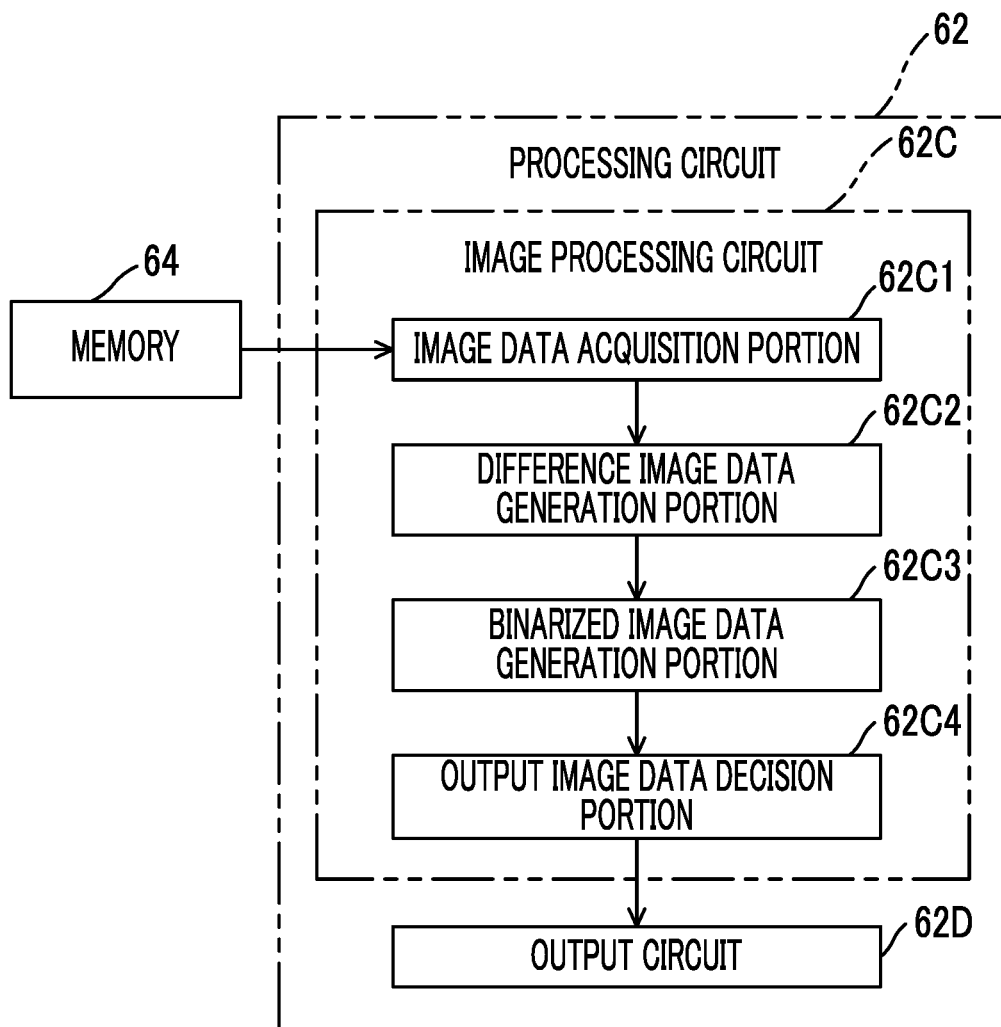 62
PROCESSING CIRCUIT
62C
IMAGE PROCESSING CIRCUIT
64
MEMORY
62C1
IMAGE DATA ACQUISITION PORTION
62C2
DIFFERENCE IMAGE DATA
GENERATION PORTION
62C3
BINARIZED IMAGE DATA
GENERATION PORTION
62C4
OUTPUT IMAGE DATA DECISION
PORTION
62D
OUTPUT CIRCUIT